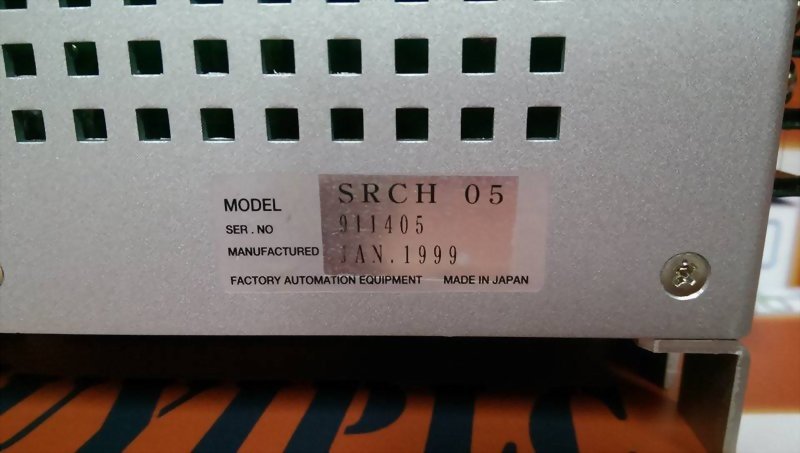 MODEL SRCH 05
SER . NO 911405
MANUFACTURED JAN.1999
FACTORY AUTOMATION EQUIPMENT MADE IN JAPAN